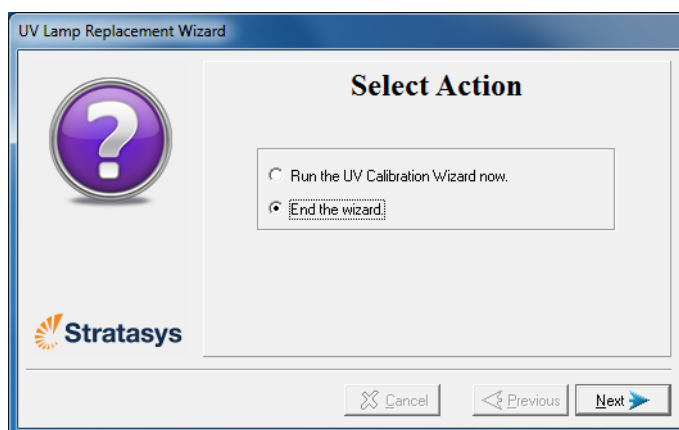 UV Lamp Replacement Wizard
Select Action
Run the UV Calibration Wizard now.
End the wizard.
Stratasys
Cancel
Previous
Next